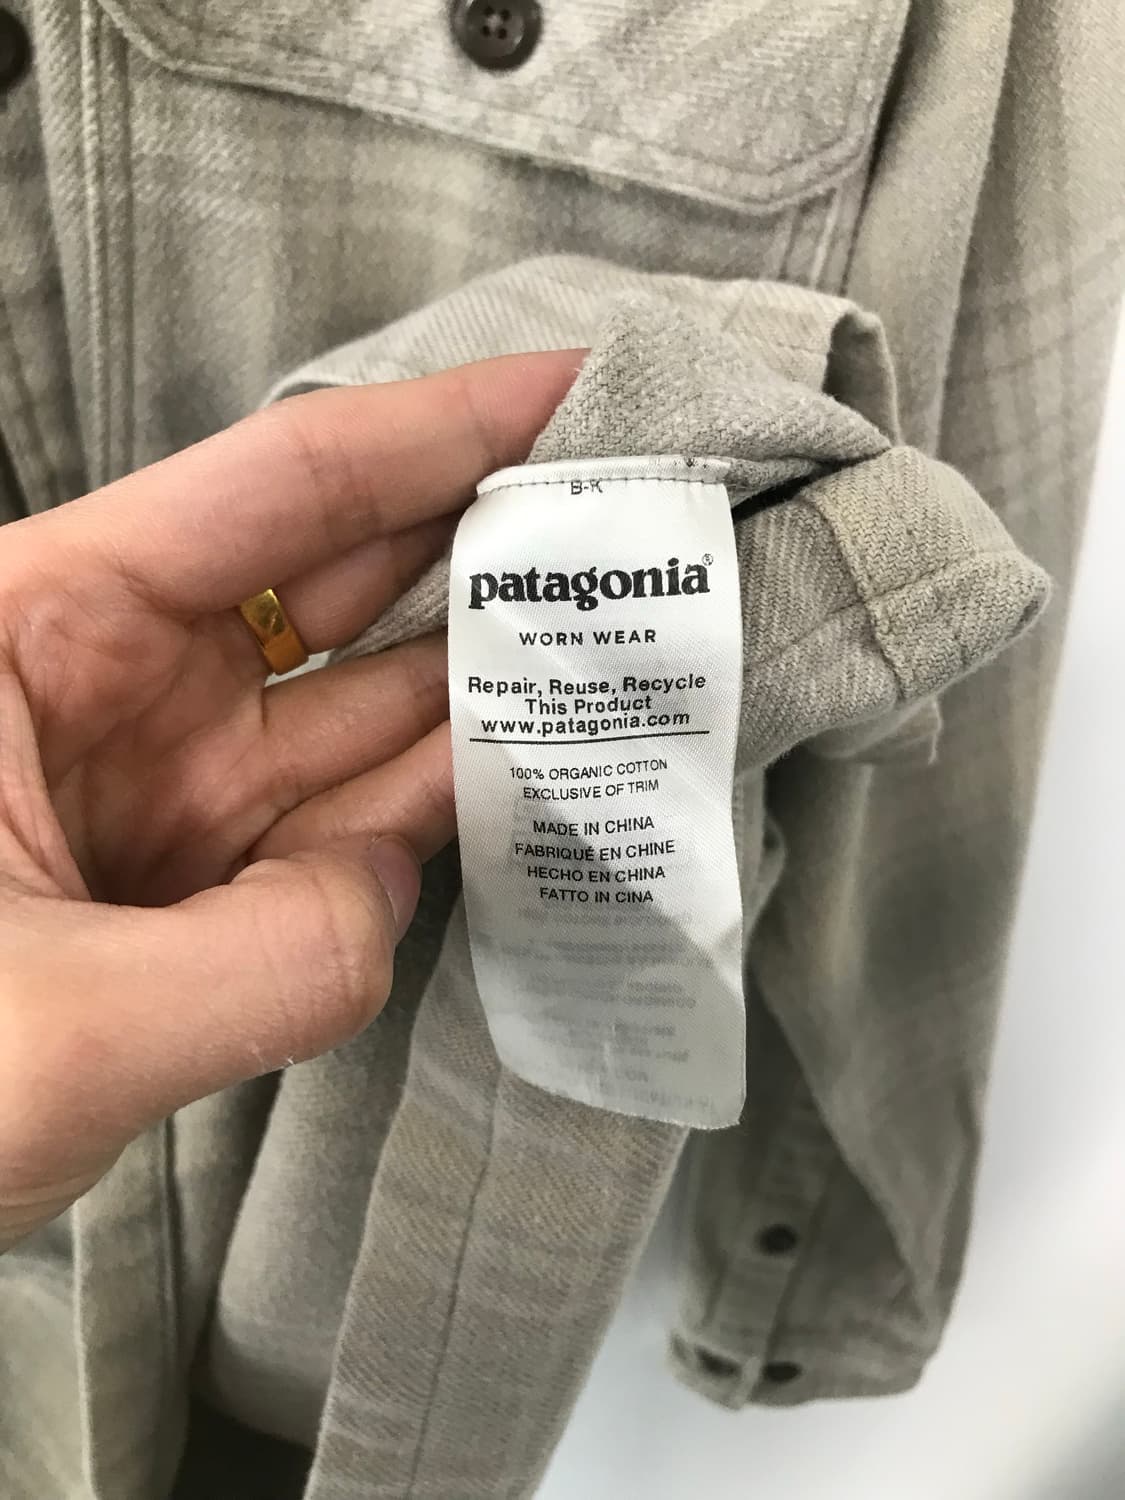 B-K
patagonia®
WORN WEAR
Repair, Reuse, Recycle
This Product
www.patagonia.com
100% ORGANIC COTTON
EXCLUSIVE OF TRIM
MADE IN CHINA
FABRIQUÉ EN CHINE
HECHO EN CHINA
FATTO IN CINA